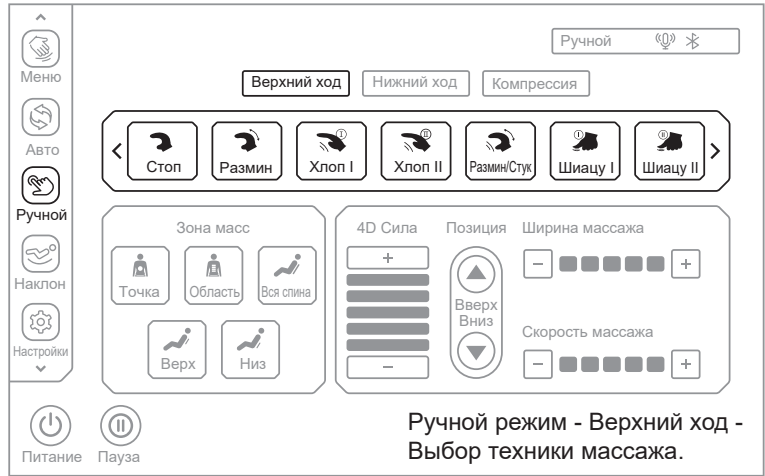 Ручной
Меню
Верхний ход
Нижний ход
Компрессия
Авто
Стоп
Размин
Хлоп I
Хлоп II
Размин/Стук
Шиацу I
Шиацу II
Ручной
Зона масс
4D Сила
Позиция
Ширина массажа
Наклон
Точка
Область
Вся спина
Вверх
Вниз
Скорость массажа
Настройки
Верх
Низ
Питание
Пауза
Ручной режим - Верхний ход -
Выбор техники массажа.